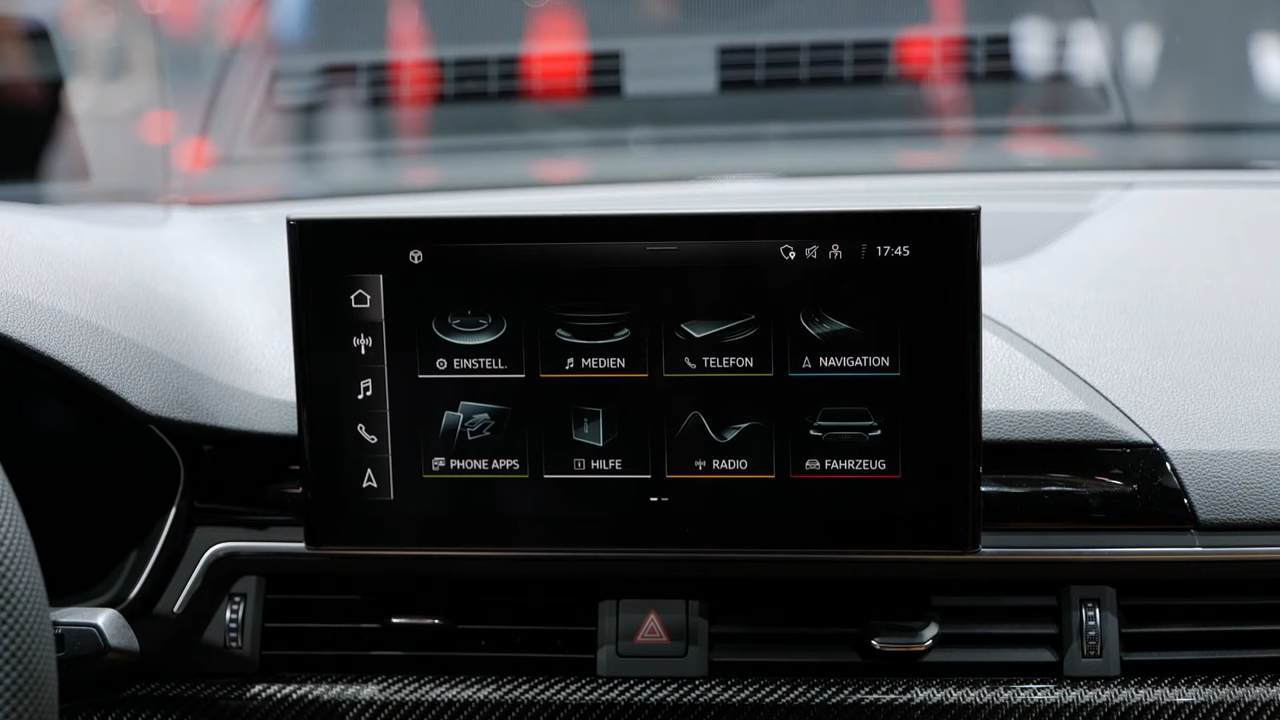 17:45
EINSTELL.
MEDIEN
TELEFON
NAVIGATION
PHONE APPS
HILFE
RADIO
FAHRZEUG